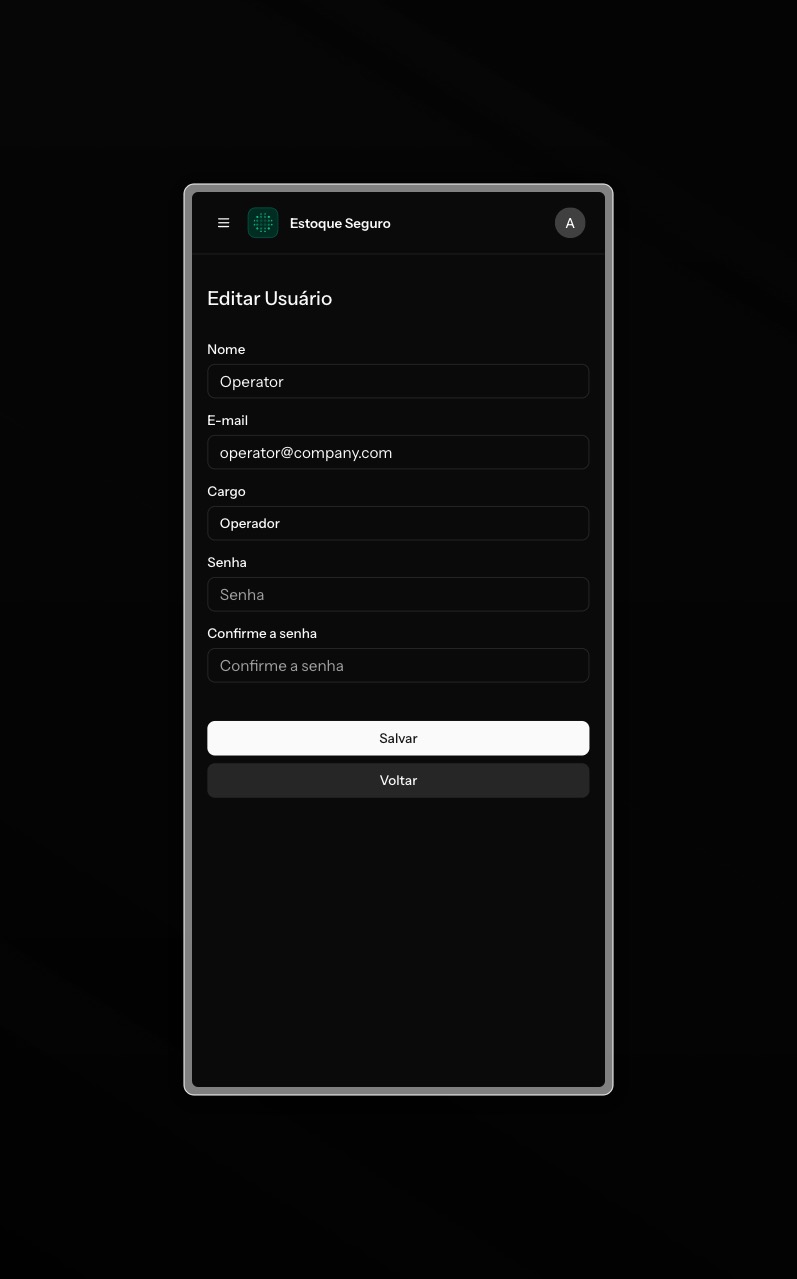 Estoque Seguro
A
Editar Usuário
Nome
Operator
E-mail
operator@company.com
Cargo
Operador
Senha
Senha
Confirme a senha
Confirme a senha
Salvar
Voltar